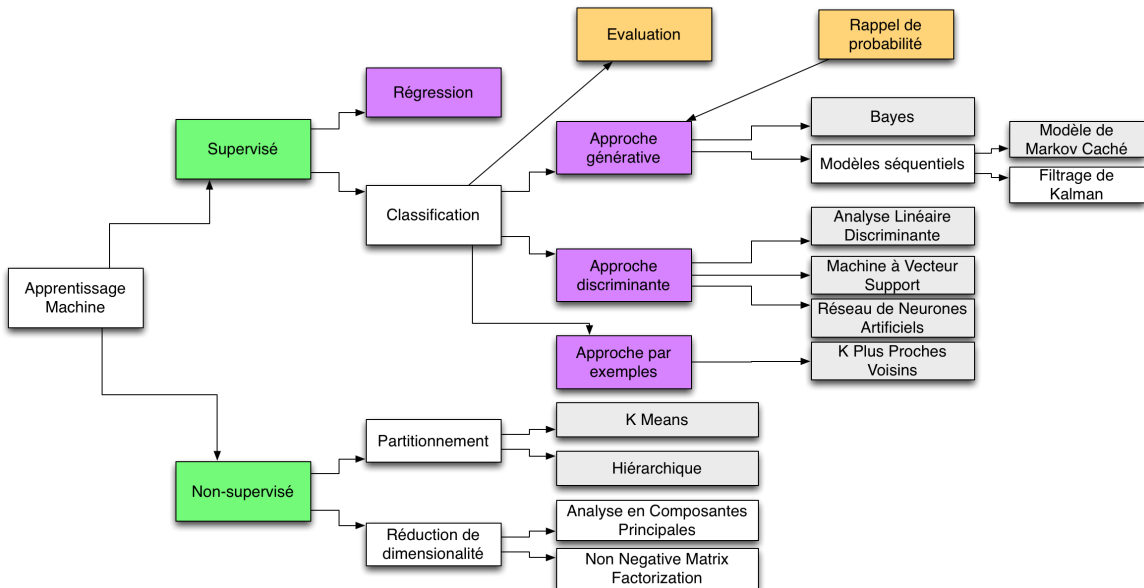 Evaluation
Rappel de
probabilité
Régression
Supervisé
Approche
générative
Bayes
Modèles séquentiels
Modèle de
Markov Caché
Filtrage de
Kalman
Classification
Analyse Linéaire
Discriminante
Approche
discriminante
Machine à Vecteur
Support
Réseau de Neurones
Artificiels
Apprentissage
Machine
Approche par
exemples
K Plus Proches
Voisins
Partitionnement
K Means
Hiérarchique
Non-supervisé
Réduction de
dimensionalité
Analyse en Composantes
Principales
Non Negative Matrix
Factorization